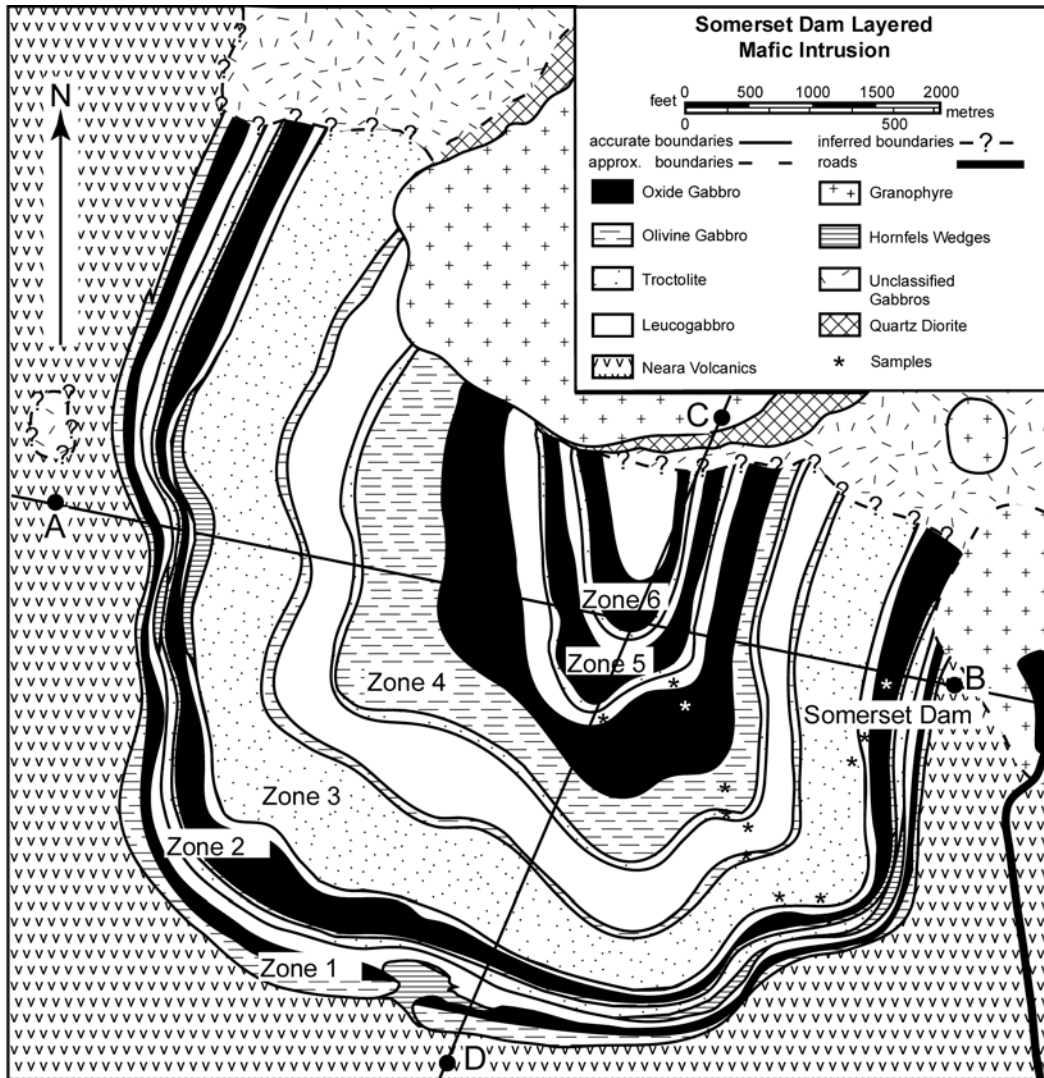 Somerset Dam Layered
Mafic Intrusion
feet 0 500 1000 1500 2000
metres
0 500
accurate boundaries
inferred boundaries - ? -
approx. boundaries
roads
Oxide Gabbro
Granophyre
Olivine Gabbro
Hornfels Wedges
Troctolite
Unclassified
Gabbros
Leucogabbro
Quartz Diorite
Neara Volcanics
* Samples
N
C
A
Zone 6
Zone 5
Zone 4
B
Somerset Dam
Zone 3
Zone 2
Zone 1
D